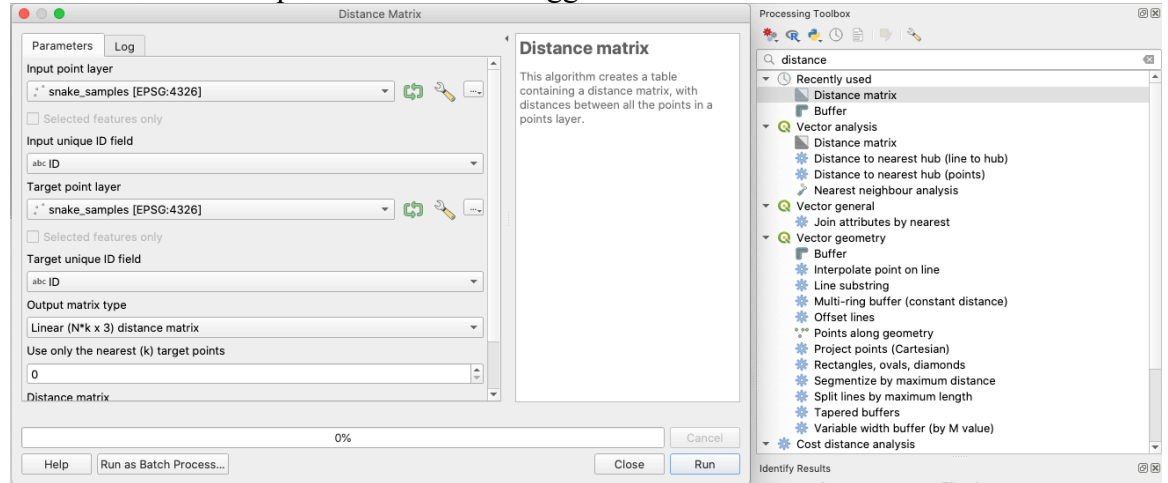 Distance Matrix
Parameters
Log
Input point layer
snake_samples [EPSG:4326]
Selected features only
Input unique ID field
abc ID
Target point layer
snake_samples [EPSG:4326]
Selected features only
Target unique ID field
abc ID
Output matrix type
Linear (N*k x 3) distance matrix
Use only the nearest (k) target points
0
Distance matrix
0%
Cancel
Help
Run as Batch Process...
Close
Run
Distance matrix
This algorithm creates a table
containing a distance matrix, with
distances between all the points in a
points layer.
Processing Toolbox
distance
Recently used
Distance matrix
Buffer
Vector analysis
Distance matrix
Distance to nearest hub (line to hub)
Distance to nearest hub (points)
Nearest neighbour analysis
Vector general
Join attributes by nearest
Vector geometry
Buffer
Interpolate point on line
Line substring
Multi-ring buffer (constant distance)
Offset lines
Points along geometry
Project points (Cartesian)
Rectangles, ovals, diamonds
Segmentize by maximum distance
Split lines by maximum length
Tapered buffers
Variable width buffer (by M value)
Cost distance analysis
Identify Results